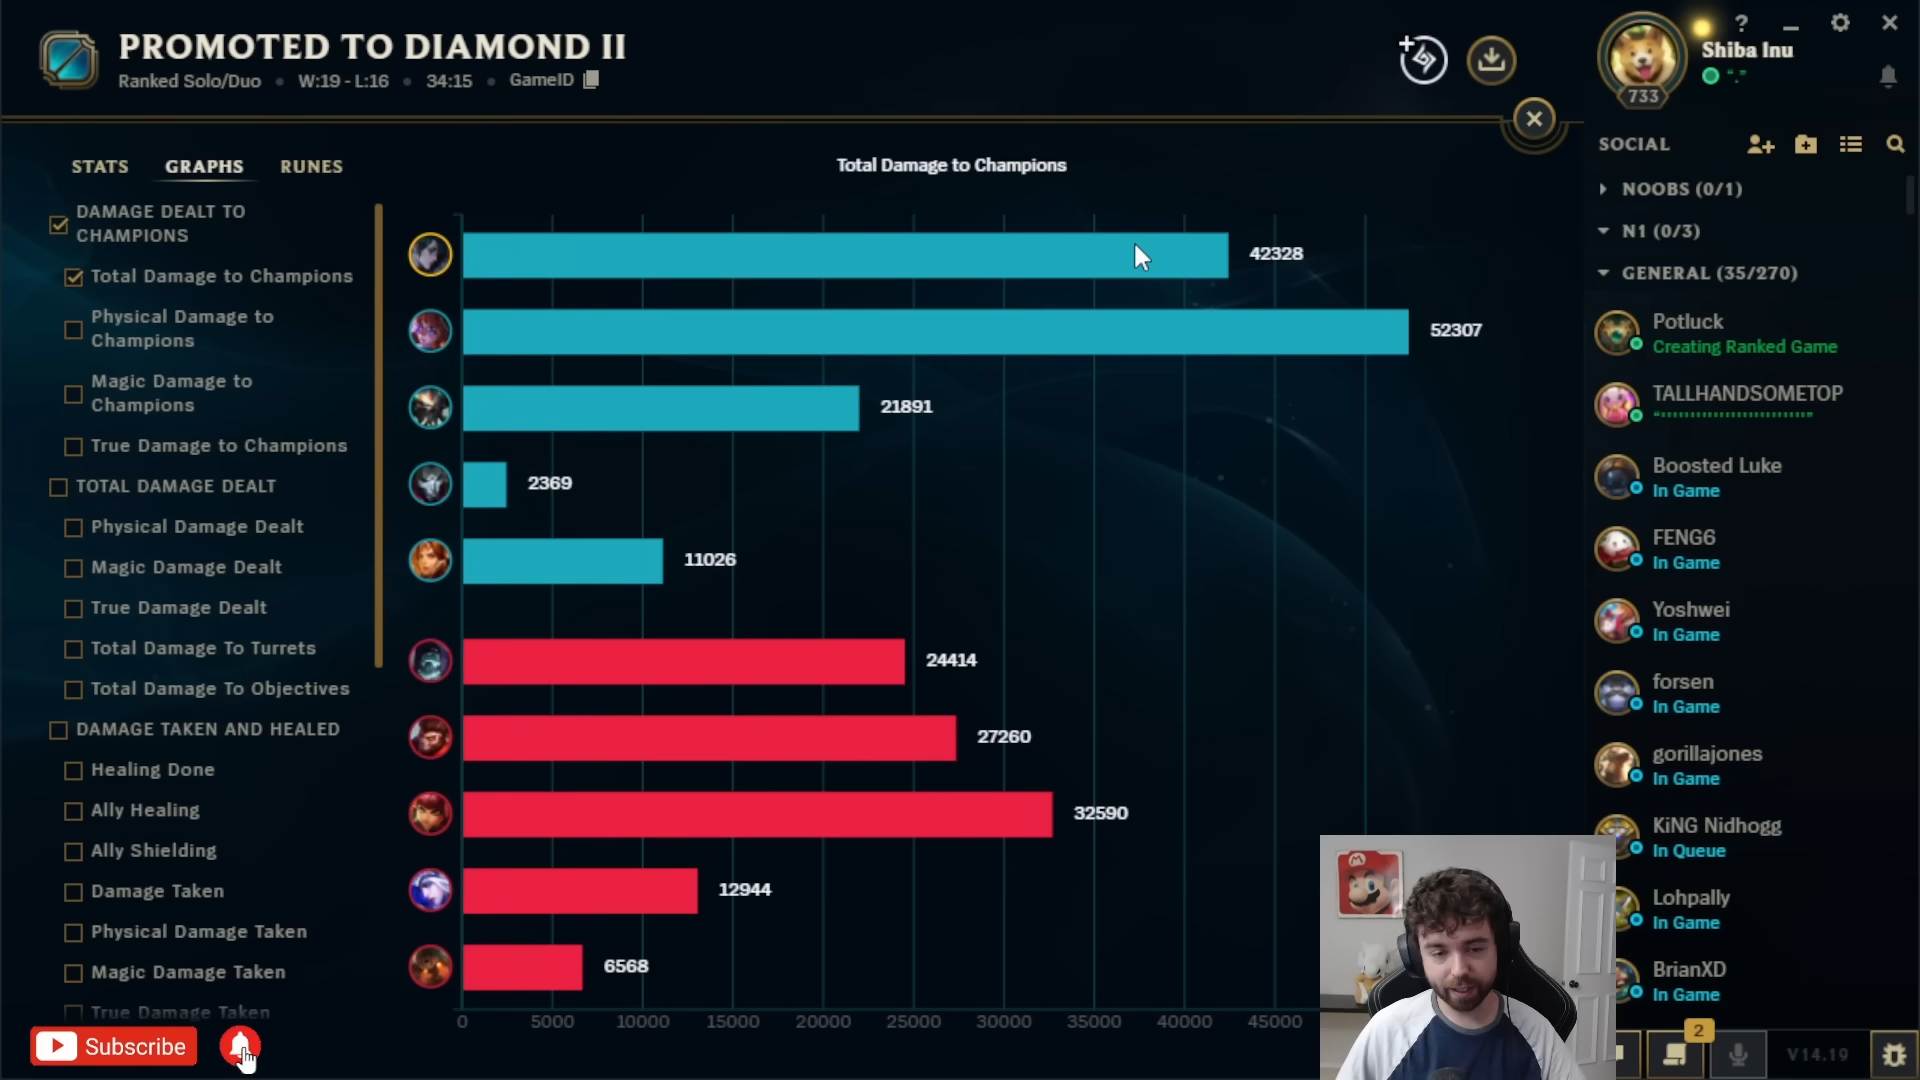 PROMOTED TO DIAMOND II
Ranked Solo/Duo • W:19 - L:16 • 34:15 • GameID
STATS GRAPHS RUNES
DAMAGE DEALT TO
CHAMPIONS
Total Damage to Champions
Physical Damage to
Champions
Magic Damage to
Champions
True Damage to Champions
TOTAL DAMAGE DEALT
Physical Damage Dealt
Magic Damage Dealt
True Damage Dealt
Total Damage To Turrets
Total Damage To Objectives
DAMAGE TAKEN AND HEALED
Healing Done
Ally Healing
Ally Shielding
Damage Taken
Physical Damage Taken
Magic Damage Taken
True Damage Taken
Subscribe
Total Damage to Champions
42328
52307
21891
2369
11026
24414
27260
32590
12944
6568
0 5000 10000 15000 20000 25000 30000 35000 40000 45000
733
?
Shiba Inu
"."
SOCIAL
NOOBS (0/1)
N1 (0/3)
GENERAL (35/270)
Potluck
Creating Ranked Game
TALLHANDSOMETOP
Boosted Luke
In Game
FENG6
In Game
Yoshwei
In Game
forsen
In Game
gorillajones
In Game
KiNG Nidhogg
In Queue
Lohpally
In Game
BrianXD
In Game
2
V14.19
M